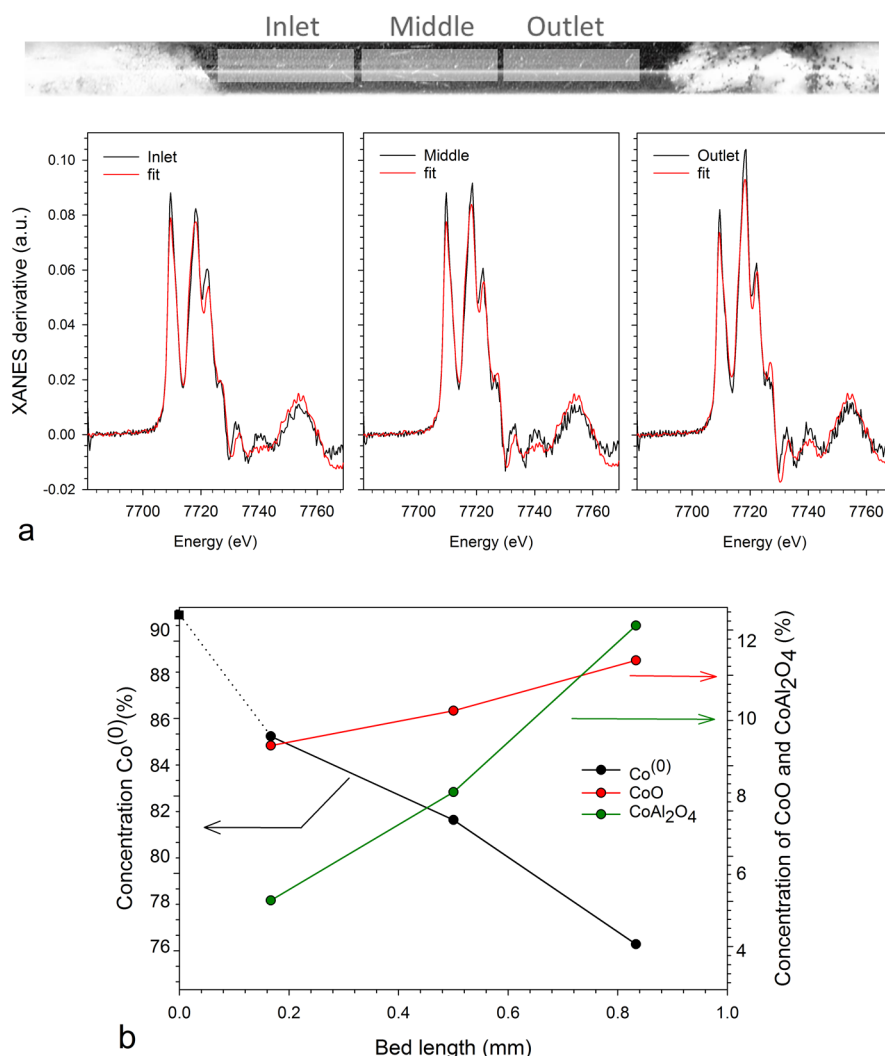 Inlet Middle Outlet
0.10
0.08
0.06
0.04
0.02
0.00
-0.02
XANES derivative (a.u.)
Inlet
fit
Middle
fit
Outlet
fit
7700 7720 7740 7760
7700 7720 7740 7760
7700 7720 7740 7760
Energy (eV)
Energy (eV)
Energy (eV)
a
90
88
86
84
82
80
78
76
Concentration Co(0)(%)
12
10
8
6
4
Concentration of CoO and CoAl2O4 (%)
Co(0)
CoO
CoAl2O4
0.0 0.2 0.4 0.6 0.8 1.0
Bed length (mm)
b